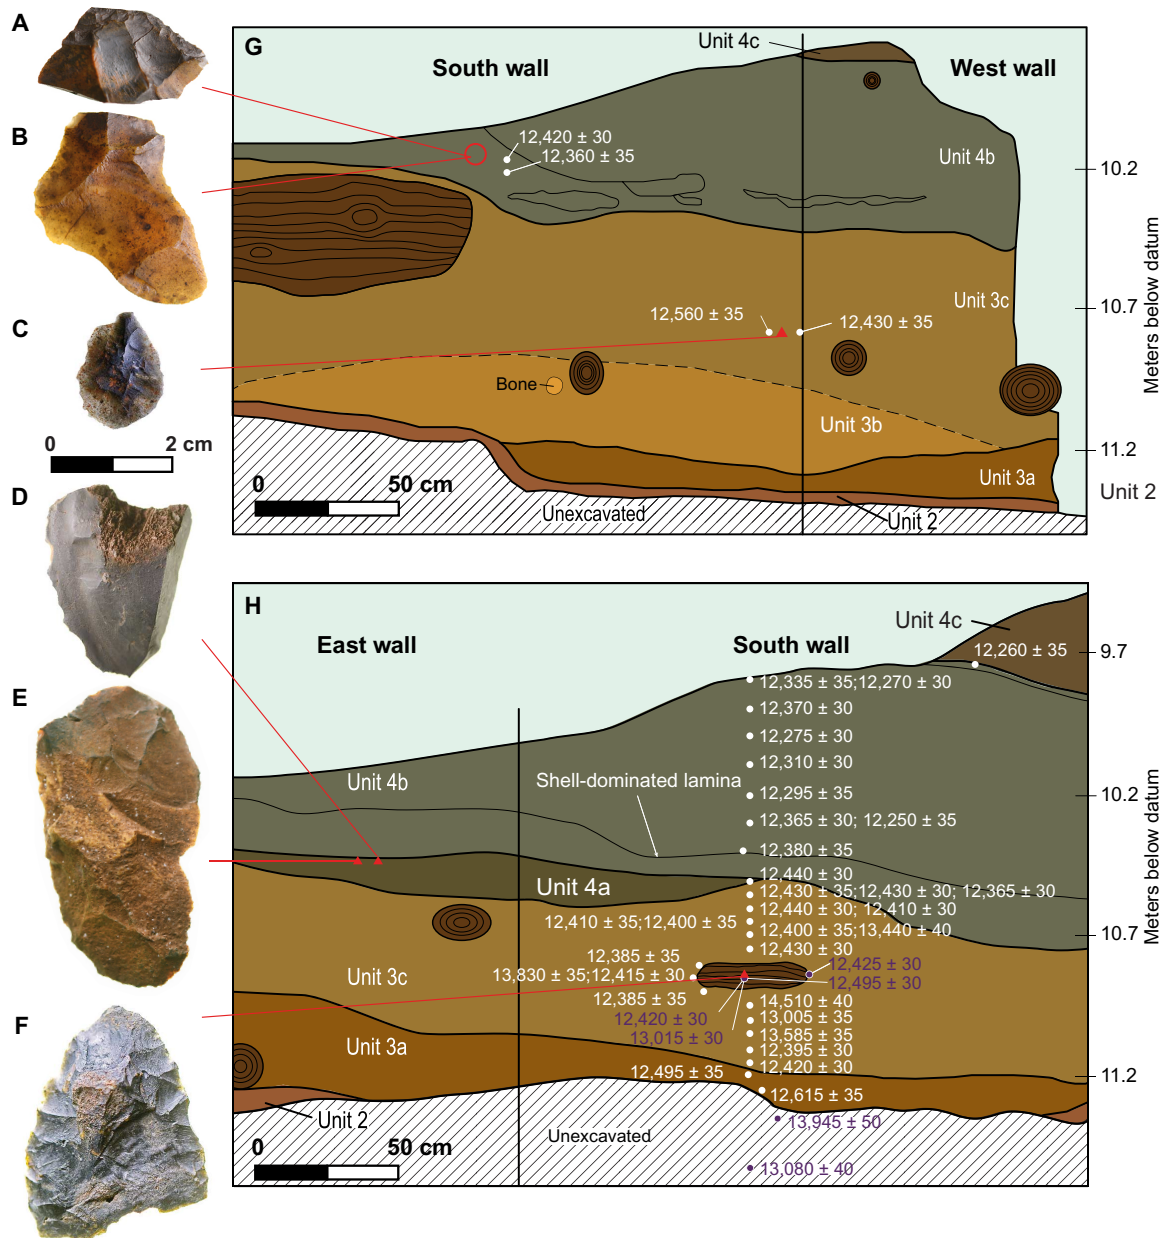 A
B
C
0 2 cm
D
E
F
G
South wall
Unit 4c
West wall
12,420 ± 30
12,360 ± 35
Unit 4b
10.2
Unit 3c
12,560 ± 35
12,430 ± 35
10.7
Meters below datum
Bone
Unit 3b
Unit 3a
11.2
Unit 2
0 50 cm
Unexcavated
Unit 2
H
East wall
South wall
Unit 4c
12,260 ± 35
9.7
12,335 ± 35;12,270 ± 30
12,370 ± 30
12,275 ± 30
Unit 4b
Shell-dominated lamina
12,310 ± 30
12,295 ± 35
10.2
12,365 ± 30; 12,250 ± 35
12,380 ± 35
12,440 ± 30
Unit 4a
12,430 ± 35;12,430 ± 30; 12,365 ± 30
12,440 ± 30; 12,410 ± 30
12,410 ± 35;12,400 ± 35
12,400 ± 35;13,440 ± 40
10.7
12,430 ± 30
Meters below datum
12,385 ± 35
12,425 ± 30
Unit 3c
13,830 ± 35;12,415 ± 30
12,495 ± 30
12,385 ± 35
14,510 ± 40
12,420 ± 30
13,005 ± 35
13,015 ± 30
13,585 ± 35
Unit 3a
12,395 ± 30
12,420 ± 30
12,495 ± 35
11.2
12,615 ± 35
Unit 2
13,945 ± 50
Unexcavated
0 50 cm
13,080 ± 40